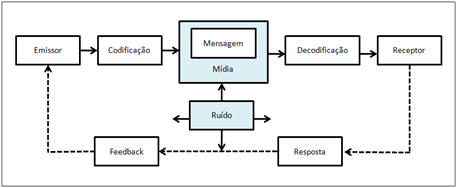 Emissor
Codificação
Mensagem
Mídia
Decodificação
Receptor
Ruído
Feedback
Resposta